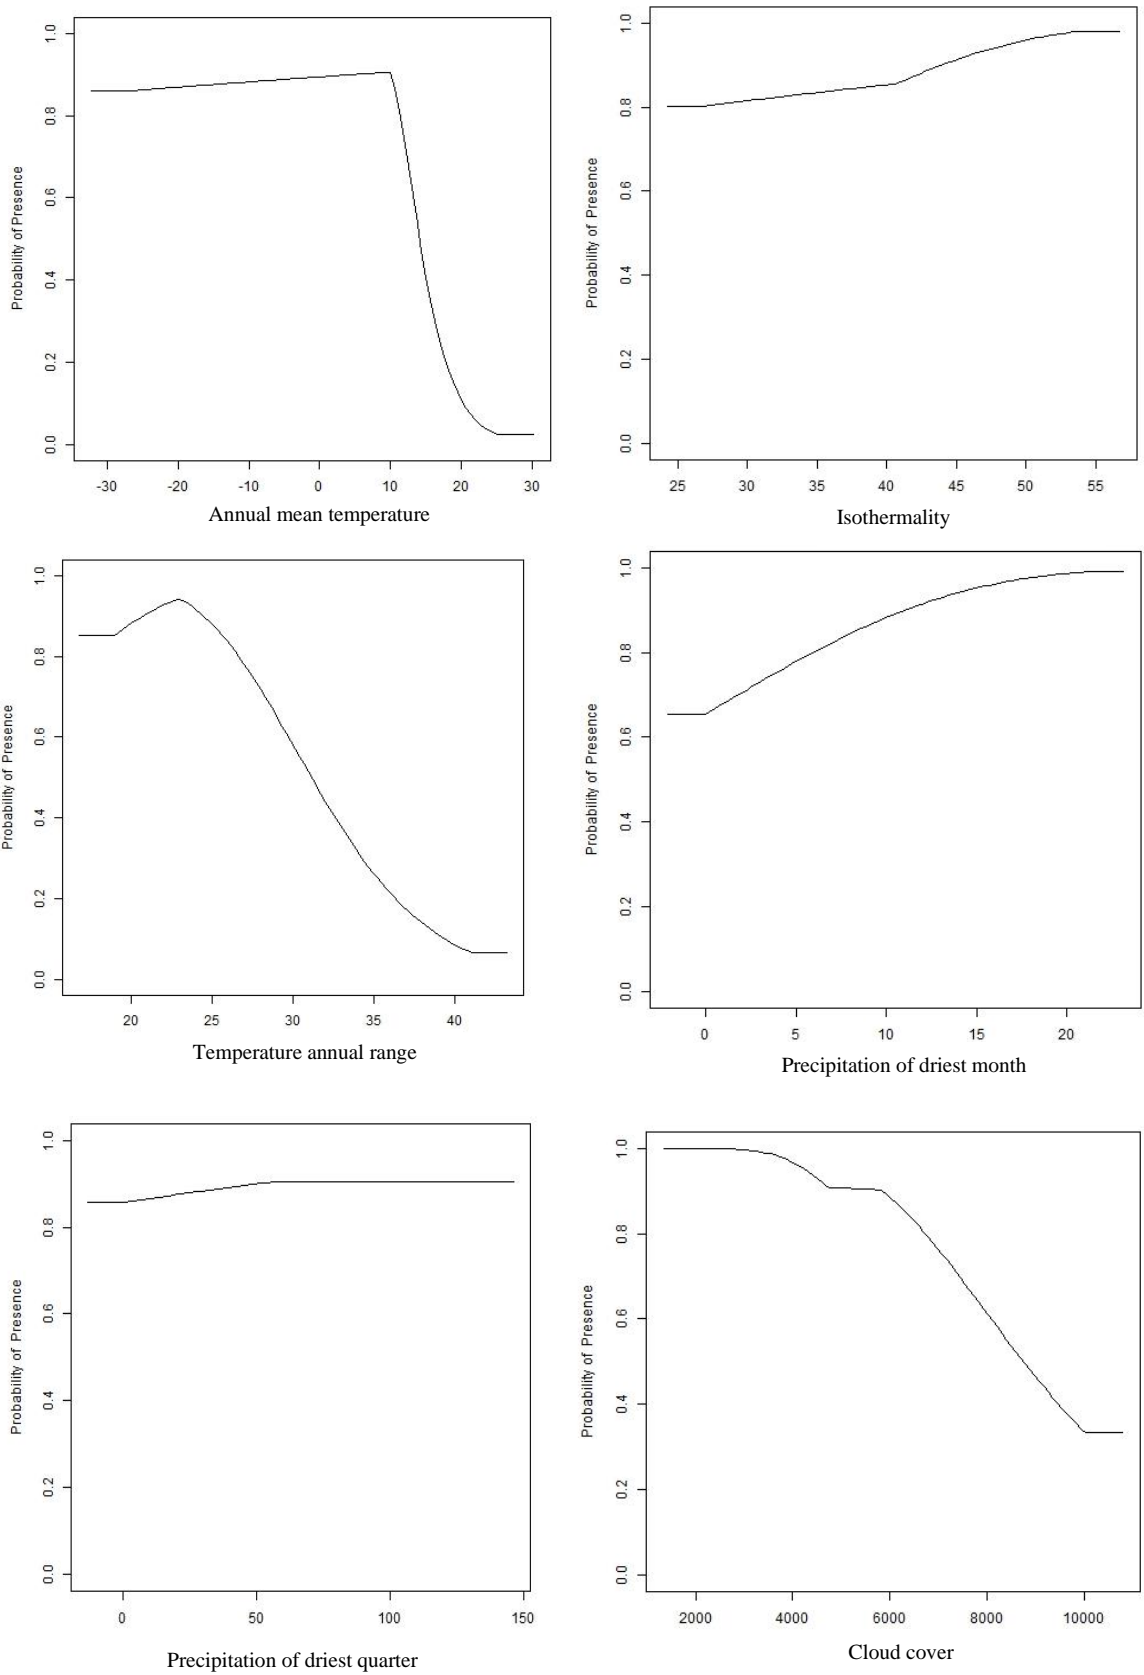 1.0
0.8
0.6
0.4
0.2
0.0
Probability of Presence
-30 -20 -10 0 10 20 30
Annual mean temperature
1.0
0.8
0.6
0.4
0.2
0.0
Probability of Presence
25 30 35 40 45 50 55
Isothermality
1.0
0.8
0.6
0.4
0.2
0.0
Probability of Presence
20 25 30 35 40
Temperature annual range
1.0
0.8
0.6
0.4
0.2
0.0
Probability of Presence
0 5 10 15 20
Precipitation of driest month
1.0
0.8
0.6
0.4
0.2
0.0
Probability of Presence
0 50 100 150
Precipitation of driest quarter
1.0
0.8
0.6
0.4
0.2
0.0
Probability of Presence
2000 4000 6000 8000 10000
Cloud cover